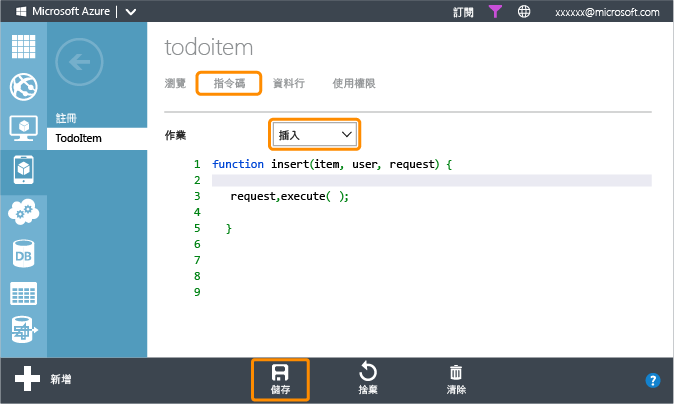 Microsoft Azure 訂閱 xxxxxx@microsoft.com
todoitem
瀏覽 指令碼 資料行 使用權限
註冊
TodoItem
作業 插入
1 function insert(item, user, request) {
2
3 request,execute( );
4
5 }
6
7
8
9
DB
新增 儲存 捨棄 清除 ?